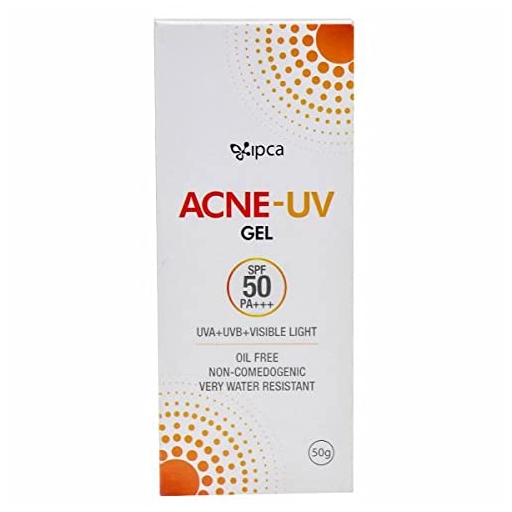 ipca
ACNE-UV
GEL
SPF
50
PA+++
UVA+UVB+VISIBLE LIGHT
OIL FREE
NON-COMEDOGENIC
VERY WATER RESISTANT
50g